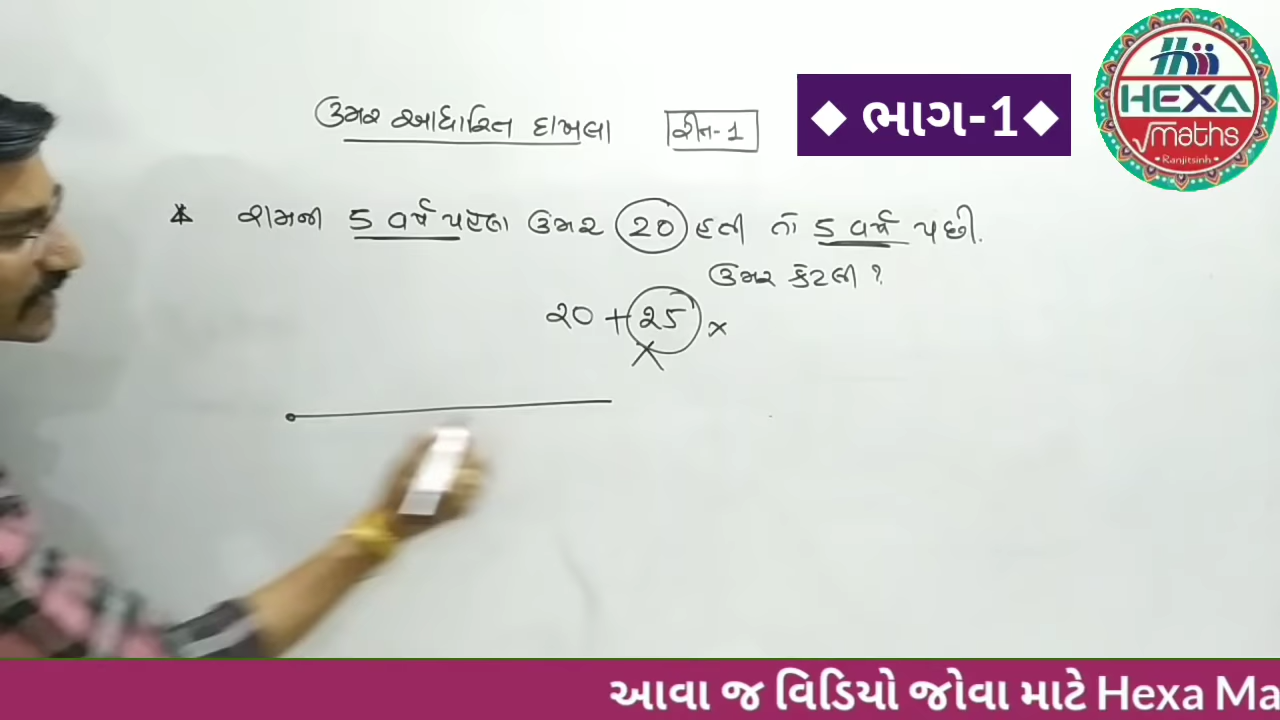 ઉંમર આધારિત દાખલા રીત-1
◆ ભાગ-1◆
HEXA
maths
• Ranjitsinh •
* રામની 5 વર્ષ પહેલા ઉંમર 20 હતી તો 5 વર્ષ પછી.
ઉંમર કેટલી ?
20 + 25 ×
×
આવા જ વિડિયો જોવા માટે Hexa Ma